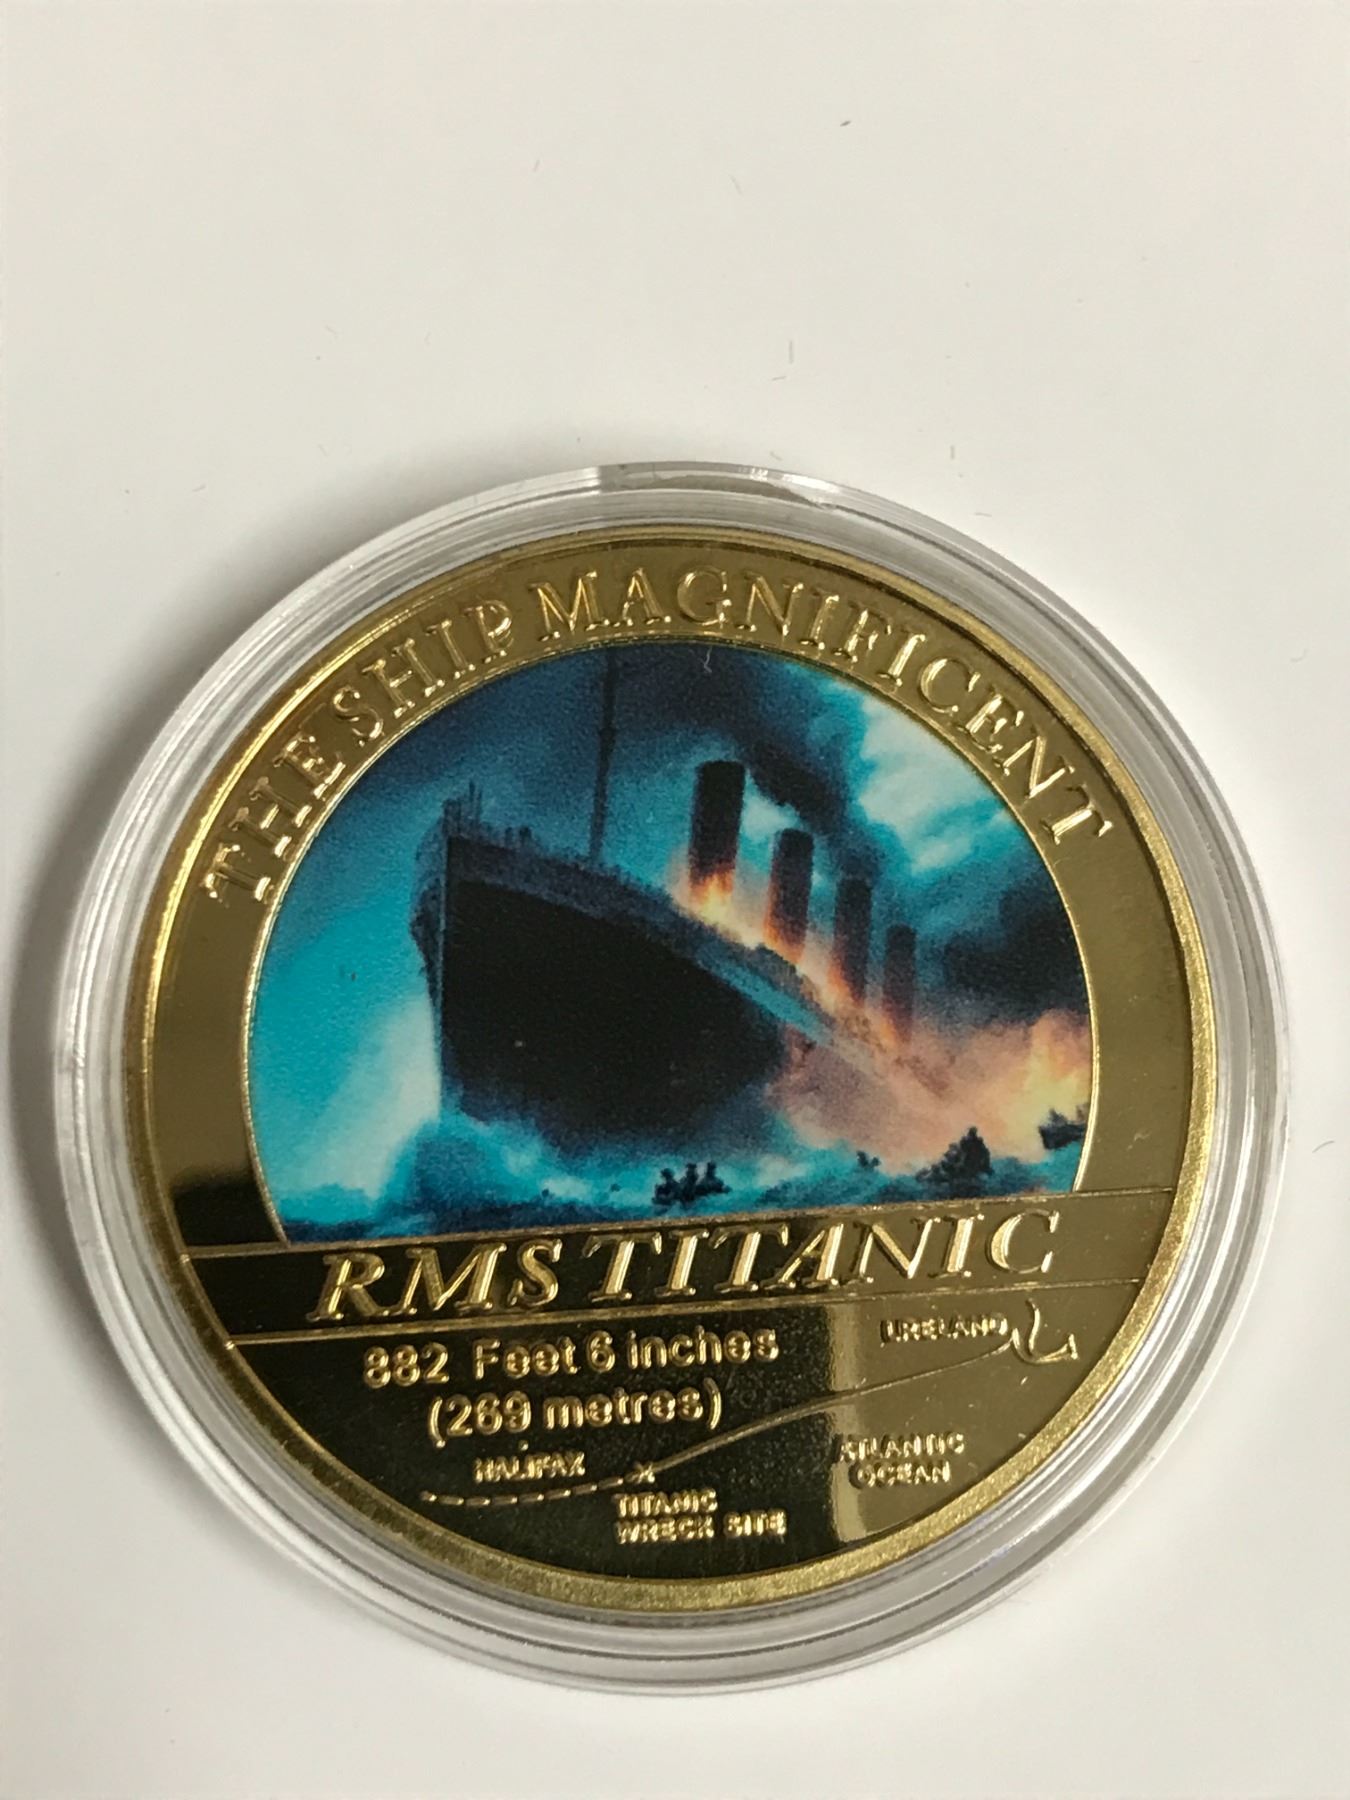 THE SHIP MAGNIFICENT
RMS TITANIC
882 Feet 6 inches
(269 metres)
IRELAND
HALIFAX
X
ATLANTIC
OCEAN
TITANIC
WRECK SITE